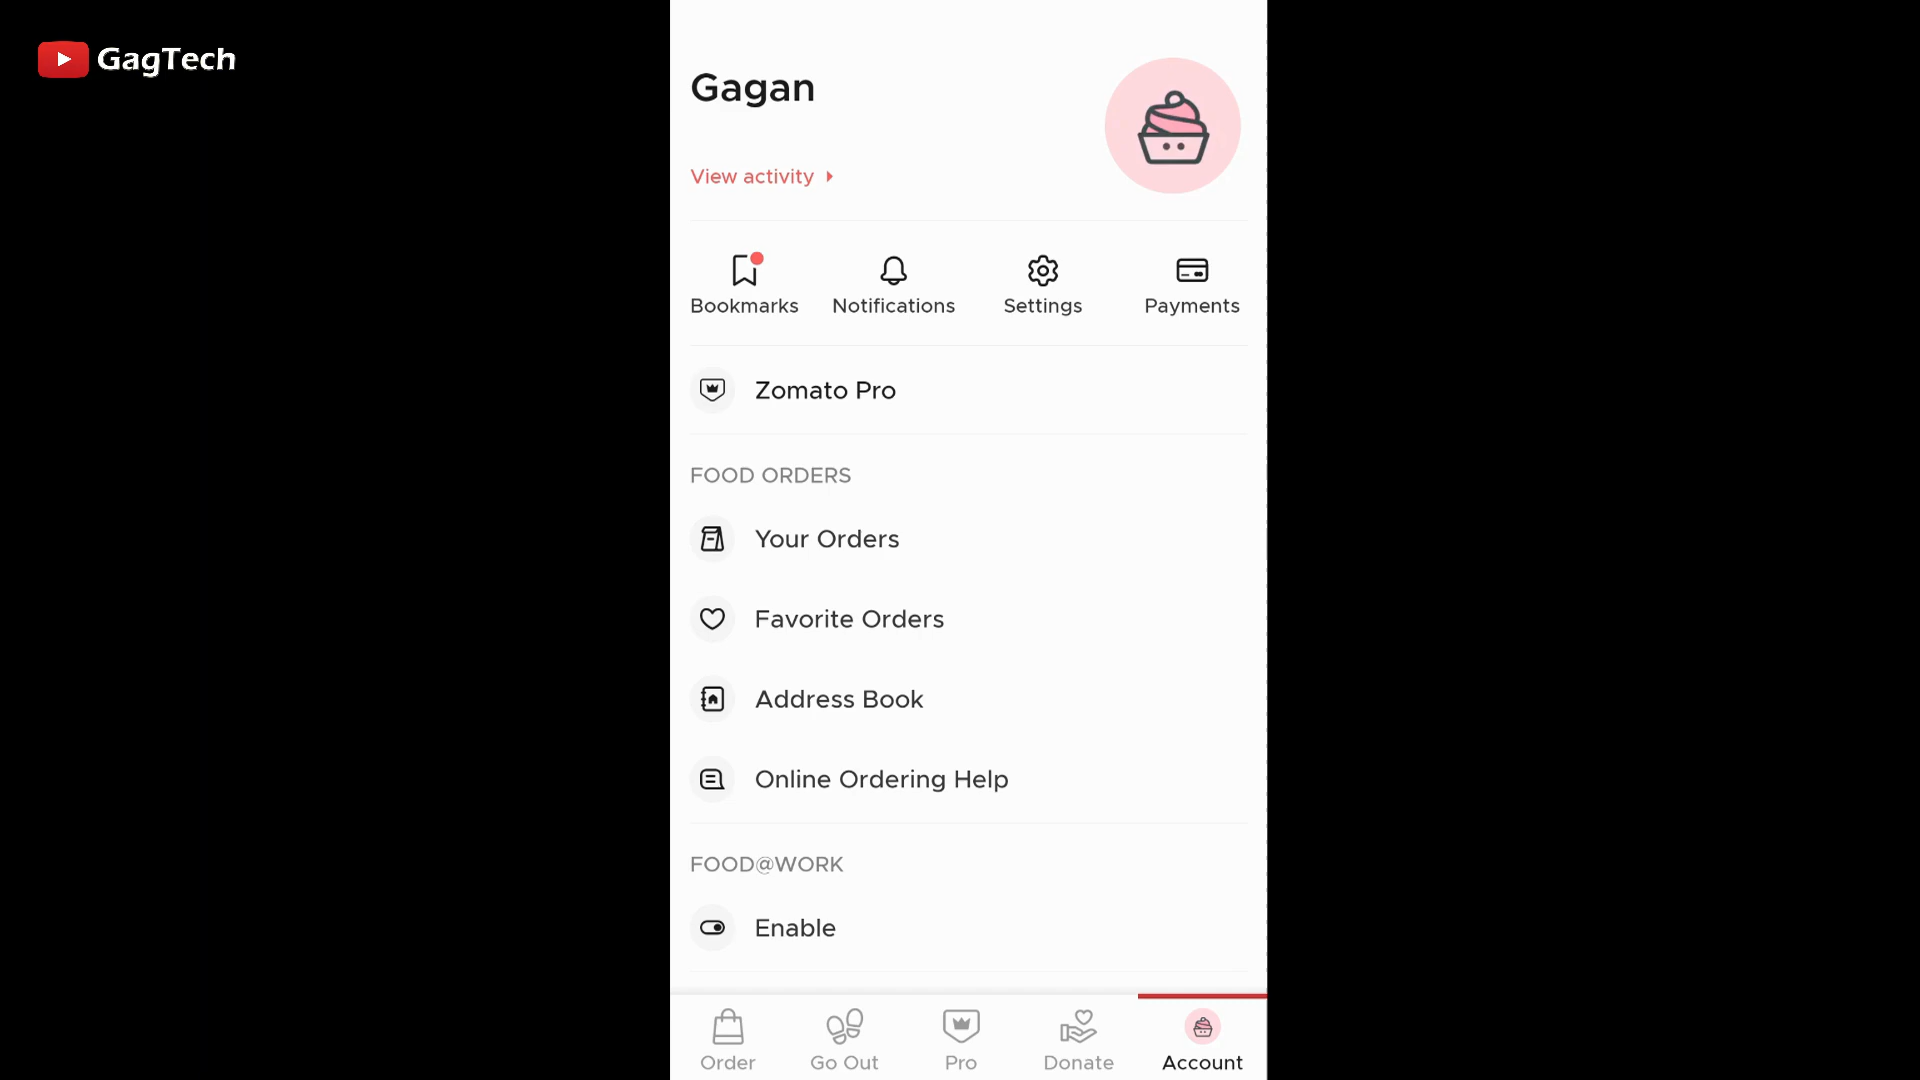 GagTech
Gagan
View activity
Bookmarks Notifications Settings Payments
Zomato Pro
FOOD ORDERS
Your Orders
Favorite Orders
Address Book
Online Ordering Help
FOOD@WORK
Enable
Order Go Out Pro Donate Account